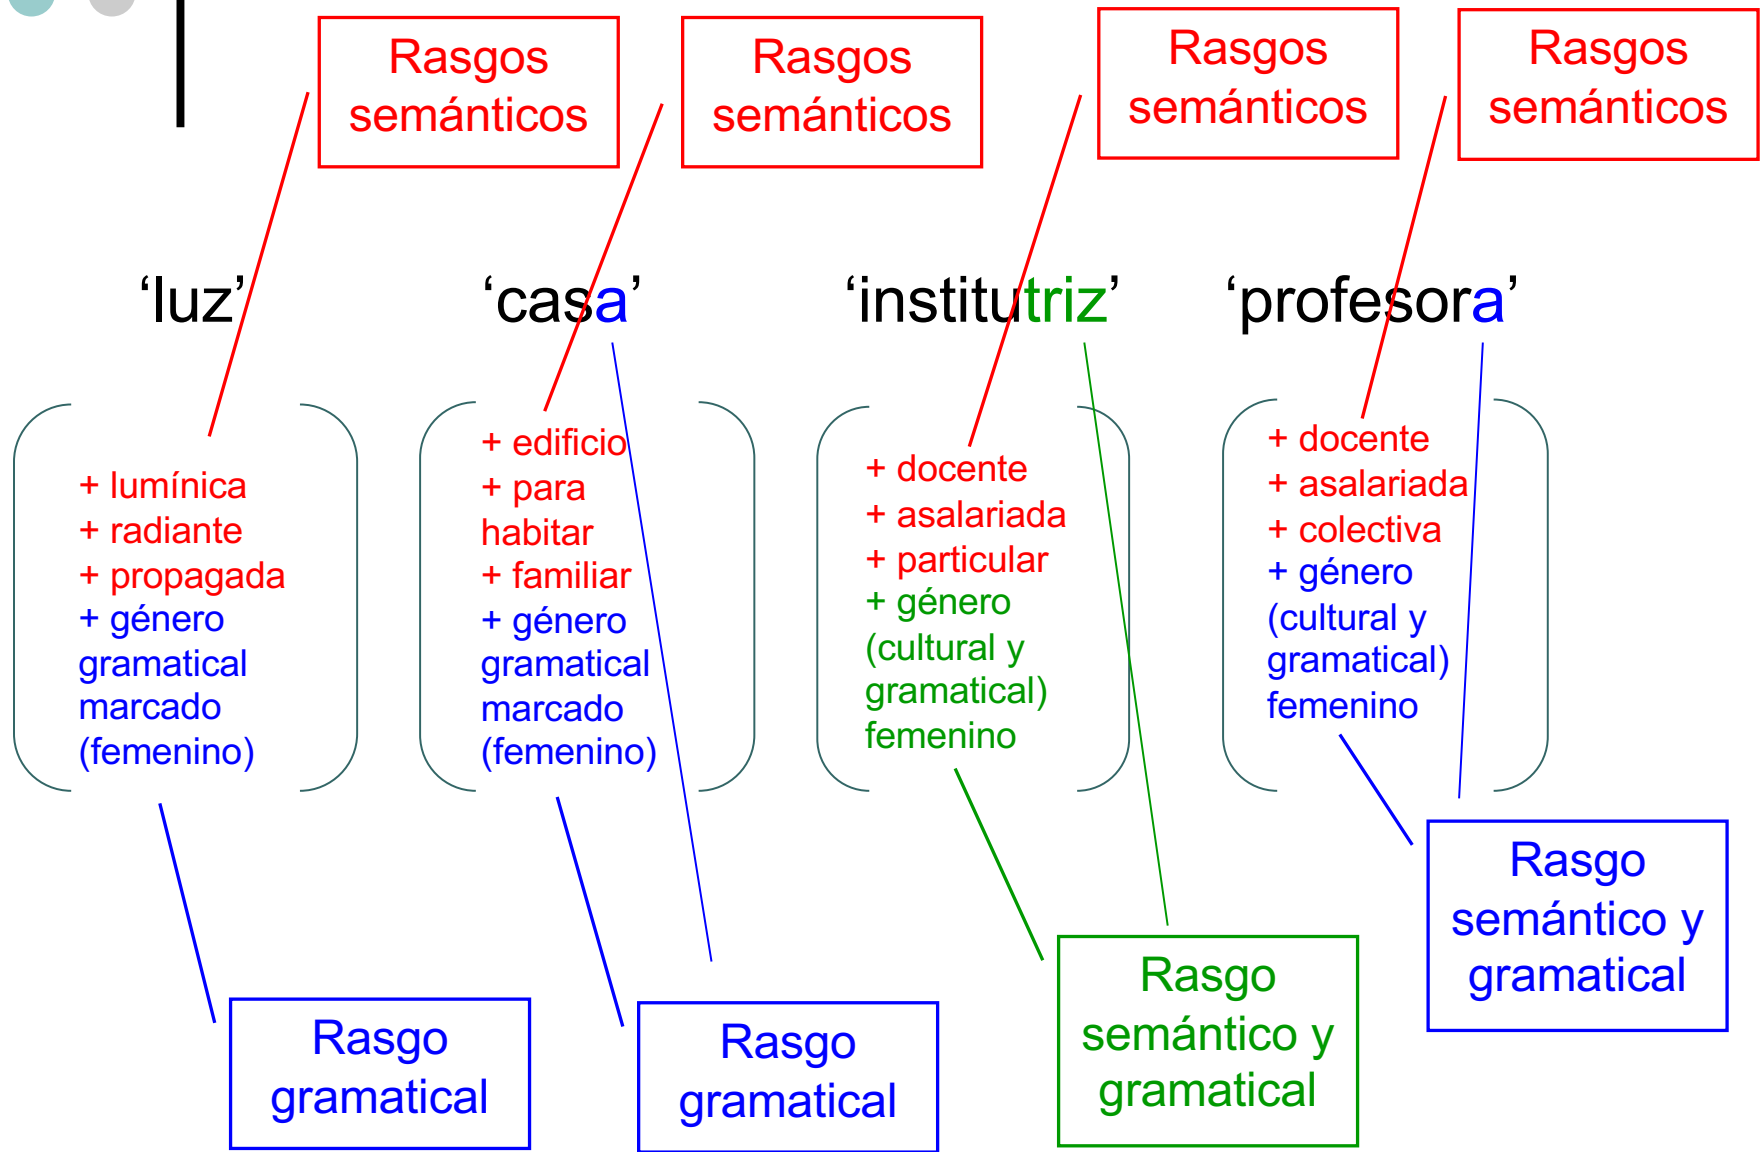 Rasgos
semánticos
Rasgos
semánticos
Rasgos
semánticos
Rasgos
semánticos
‘luz’
‘casa’
‘institutriz’
‘profesora’
+ lumínica
+ radiante
+ propagada
+ género
gramatical
marcado
(femenino)
+ edificio
+ para
habitar
+ familiar
+ género
gramatical
marcado
(femenino)
+ docente
+ asalariada
+ particular
+ género
(cultural y
gramatical)
femenino
+ docente
+ asalariada
+ colectiva
+ género
(cultural y
gramatical)
femenino
Rasgo
gramatical
Rasgo
gramatical
Rasgo
semántico y
gramatical
Rasgo
semántico y
gramatical